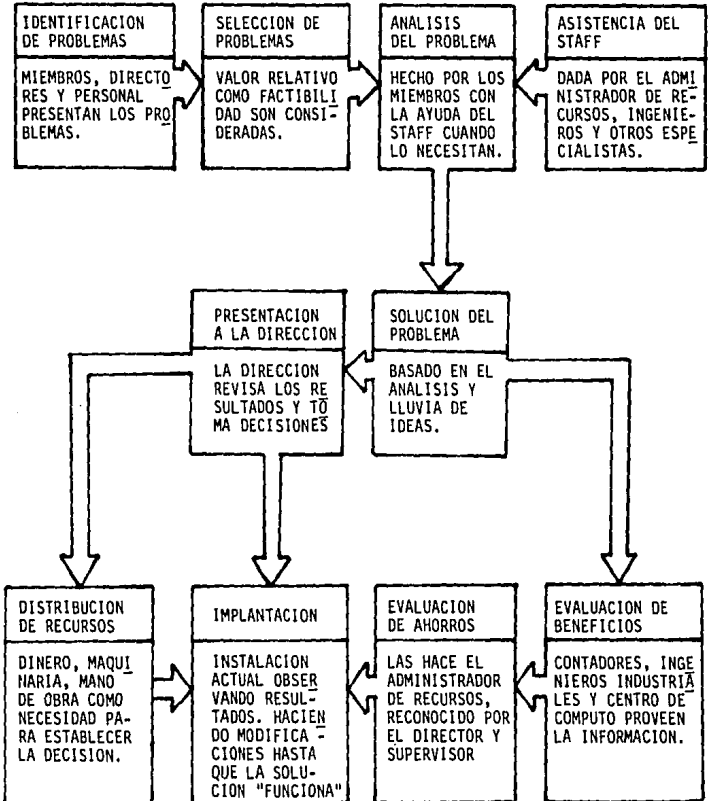 IDENTIFICACION
DE PROBLEMAS
MIEMBROS, DIRECTO
RES Y PERSONAL
PRESENTAN LOS PRO
BLEMAS.
SELECCION DE
PROBLEMAS
VALOR RELATIVO
COMO FACTIBILI
DAD SON CONSI-
DERADAS.
ANALISIS
DEL PROBLEMA
HECHO POR LOS
MIEMBROS CON
LA AYUDA DEL
STAFF CUANDO
LO NECESITAN.
ASISTENCIA DEL
STAFF
DADA POR EL ADMI
NISTRADOR DE RE-
CURSOS, INGENIE-
ROS Y OTROS ESPE
CIALISTAS.
PRESENTACION
A LA DIRECCION
LA DIRECCION
REVISA LOS RE
SULTADOS Y TO
MA DECISIONES
SOLUCION DEL
PROBLEMA
BASADO EN EL
ANALISIS Y
LLUVIA DE
IDEAS.
DISTRIBUCION
DE RECURSOS
DINERO, MAQUI
NARIA, MANO
DE OBRA COMO
NECESIDAD PA-
RA ESTABLECER
LA DECISION.
IMPLANTACION
INSTALACION
ACTUAL OBSER
VANDO RESUL-
TADOS. HACIEN
DO MODIFICA-
CIONES HASTA
QUE LA SOLU-
CION "FUNCIONA"
EVALUACION
DE AHORROS
LAS HACE EL
ADMINISTRADOR
DE RECURSOS,
RECONOCIDO POR
EL DIRECTOR Y
SUPERVISOR
EVALUACION DE
BENEFICIOS
CONTADORES, INGE
NIEROS INDUSTRIA
LES Y CENTRO DE
COMPUTO PROVEEN
LA INFORMACION.